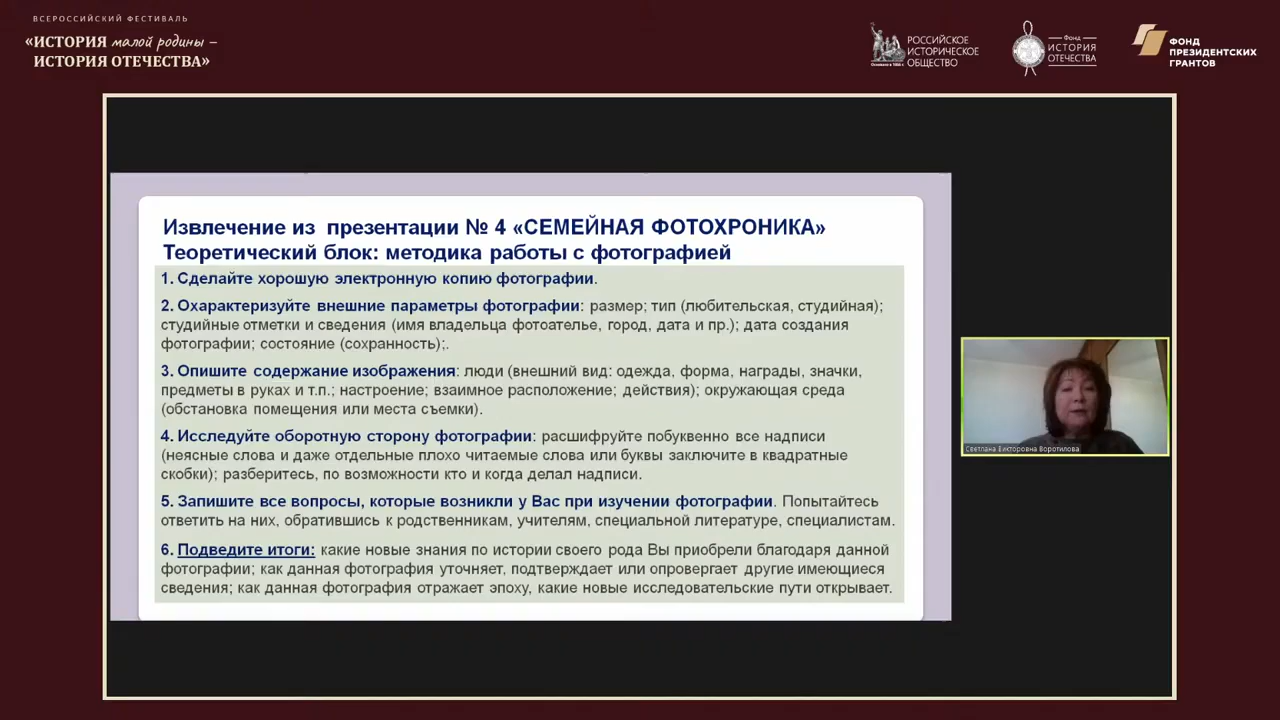 ВСЕРОССИЙСКИЙ ФЕСТИВАЛЬ
«ИСТОРИЯ малой родины –
ИСТОРИЯ ОТЕЧЕСТВА»
РОССИЙСКОЕ
ИСТОРИЧЕСКОЕ
ОБЩЕСТВО
Основано в 1866 г.
Фонд
ИСТОРИЯ
ОТЕЧЕСТВА
ФОНД
ПРЕЗИДЕНТСКИХ
ГРАНТОВ
Извлечение из презентации № 4 «СЕМЕЙНАЯ ФОТОХРОНИКА»
Теоретический блок: методика работы с фотографией
1. Сделайте хорошую электронную копию фотографии.
2. Охарактеризуйте внешние параметры фотографии: размер; тип (любительская, студийная);
студийные отметки и сведения (имя владельца фотоателье, город, дата и пр.); дата создания
фотографии; состояние (сохранность);.
3. Опишите содержание изображения: люди (внешний вид: одежда, форма, награды, значки,
предметы в руках и т.п.; настроение; взаимное расположение; действия); окружающая среда
(обстановка помещения или места съемки).
4. Исследуйте оборотную сторону фотографии: расшифруйте побуквенно все надписи
(неясные слова и даже отдельные плохо читаемые слова или буквы заключите в квадратные
скобки); разберитесь, по возможности кто и когда делал надписи.
5. Запишите все вопросы, которые возникли у Вас при изучении фотографии. Попытайтесь
ответить на них, обратившись к родственникам, учителям, специальной литературе, специалистам.
6. Подведите итоги: какие новые знания по истории своего рода Вы приобрели благодаря данной
фотографии; как данная фотография уточняет, подтверждает или опровергает другие имеющиеся
сведения; как данная фотография отражает эпоху, какие новые исследовательские пути открывает.
Светлана Викторовна Воротилова